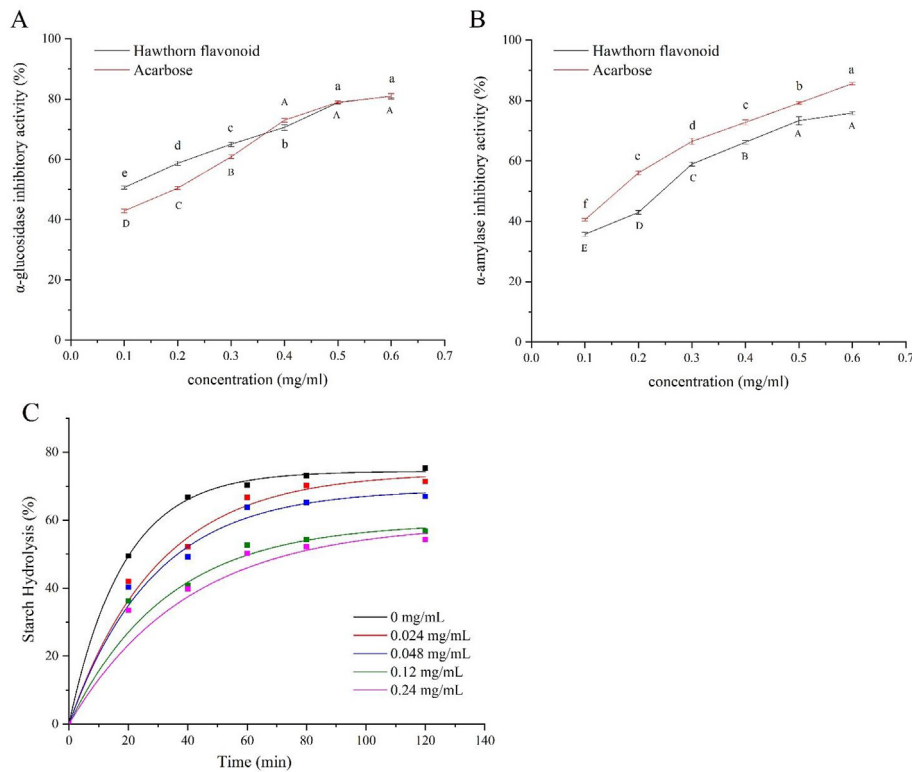 A
B
Hawthorn flavonoid
Acarbose
α-glucosidase inhibitory activity (%)
100
80
60
40
20
0
e
d
c
A
a
a
D
C
B
b
A
A
0.0 0.1 0.2 0.3 0.4 0.5 0.6 0.7
concentration (mg/ml)
Hawthorn flavonoid
Acarbose
α-amylase inhibitory activity (%)
100
80
60
40
20
0
f
c
d
c
b
a
E
D
C
B
A
A
0.0 0.1 0.2 0.3 0.4 0.5 0.6 0.7
concentration (mg/ml)
C
Starch Hydrolysis (%)
80
60
40
20
0
0 mg/mL
0.024 mg/mL
0.048 mg/mL
0.12 mg/mL
0.24 mg/mL
0 20 40 60 80 100 120 140
Time (min)